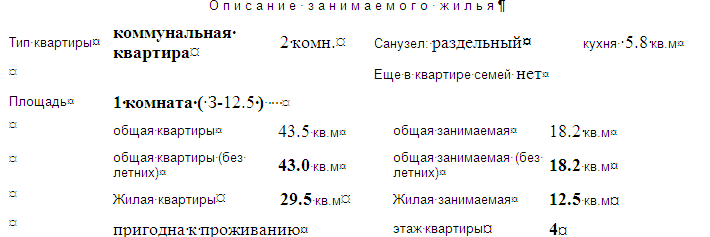 Описание занимаемого жилья¶
Тип квартиры¤ коммунальная квартира¤ 2 комн.¤ Санузел: раздельный¤ кухня 5.8 кв.м¤
¤ Еще в квартире семей нет¤
Площадь¤ 1 комната ( 3-12.5 ) ¤
¤ общая квартиры¤ 43.5 кв.м¤ общая занимаемая¤ 18.2 кв.м¤
¤ общая квартиры (без летних)¤ 43.0 кв.м¤ общая занимаемая (без летних)¤ 18.2 кв.м¤
¤ Жилая квартиры¤ 29.5 кв.м¤ Жилая занимаемая¤ 12.5 кв.м¤
¤ пригодна к проживанию¤ этаж квартиры¤ 4¤